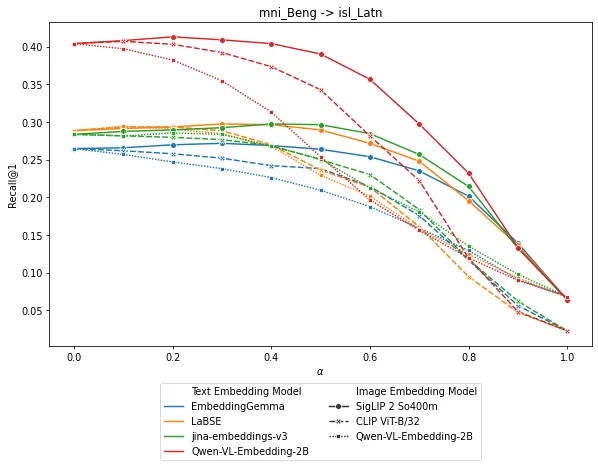 mni_Beng -> isl_Latn
Recall@1
0.40
0.35
0.30
0.25
0.20
0.15
0.10
0.05
0.0 0.2 0.4 0.6 0.8 1.0
α
Text Embedding Model
EmbeddingGemma
LaBSE
jina-embeddings-v3
Qwen-VL-Embedding-2B
Image Embedding Model
SigLIP 2 So400m
CLIP ViT-B/32
Qwen-VL-Embedding-2B